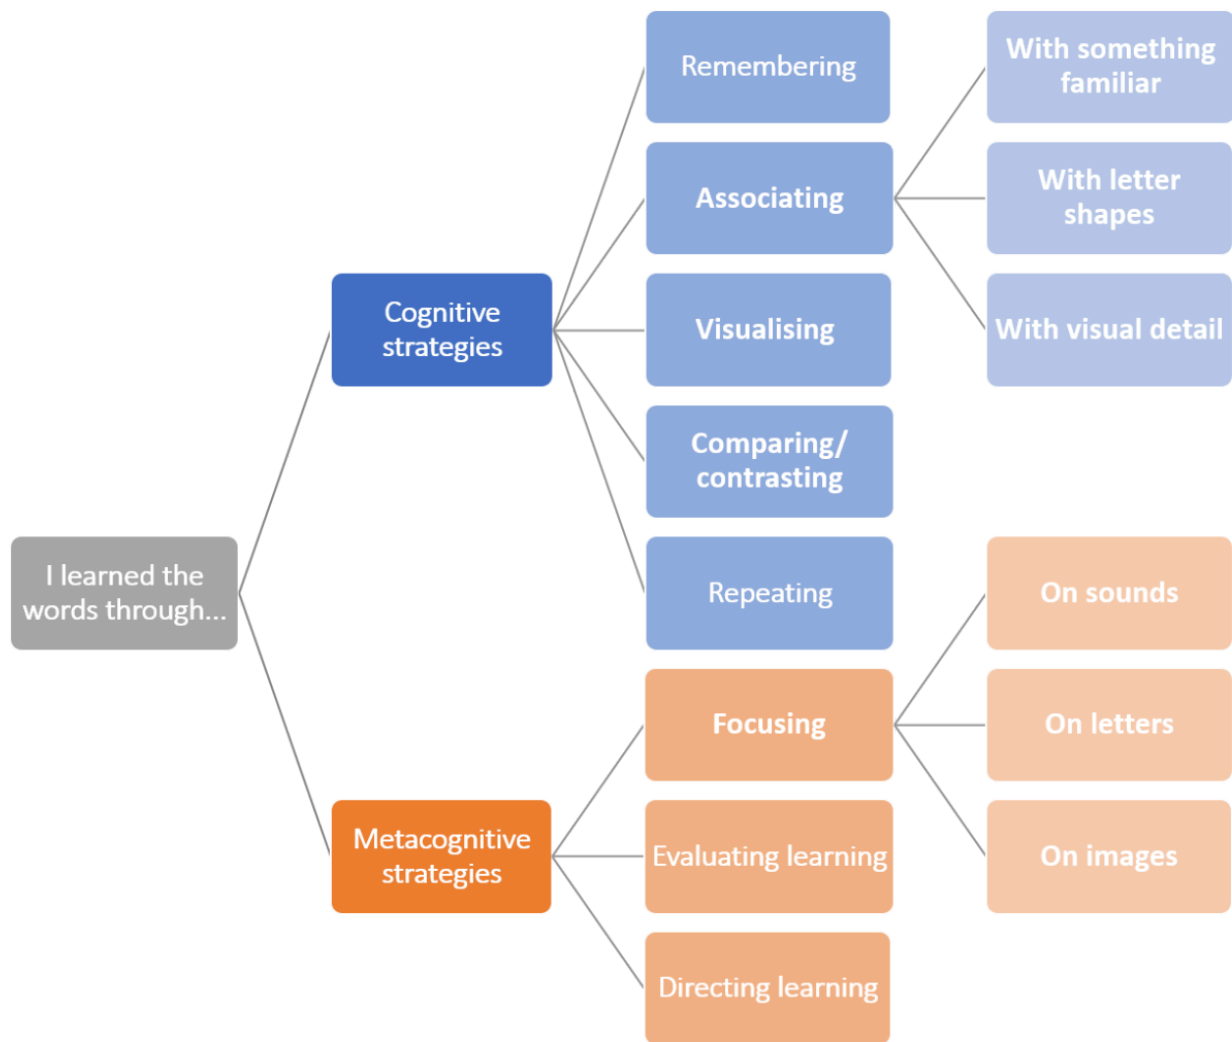 I learned the
words through...
Cognitive
strategies
Remembering
Associating
With something
familiar
With letter
shapes
With visual detail
Visualising
Comparing/
contrasting
Repeating
Metacognitive
strategies
Focusing
On sounds
On letters
On images
Evaluating learning
Directing learning